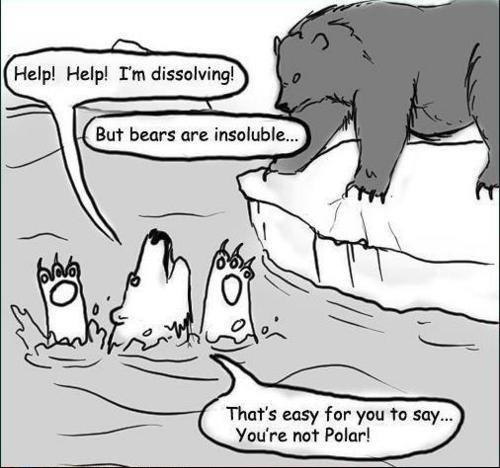 Help! Help! I'm dissolving!
But bears are insoluble...
That's easy for you to say...
You're not Polar!